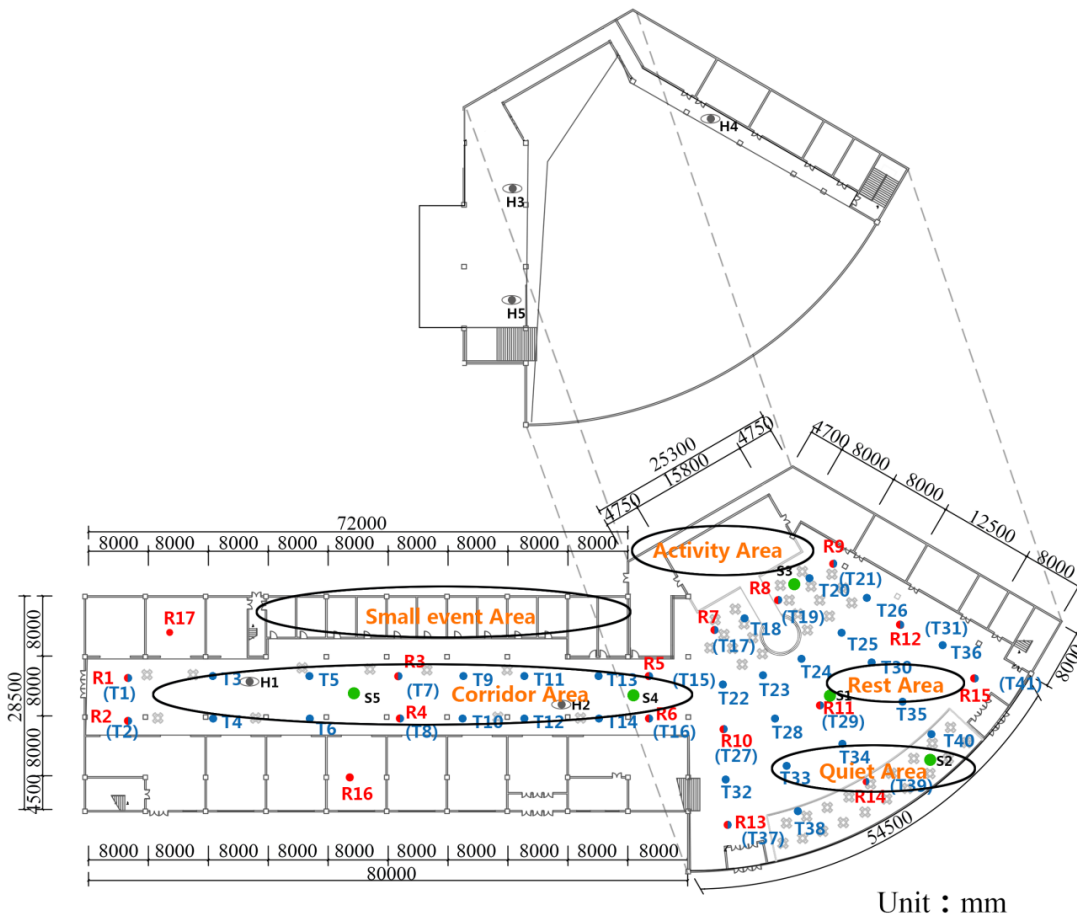 H4
H3
H5
4700
8000
8000
12500
8000
8000
25300
4750
15800
4750
72000
8000 8000 8000 8000 8000 8000 8000 8000 8000
Activity Area
R9
S3
(T21)
T20
R8
(T19)
T26
Small event Area
R17
R7
(T17)
T18
R12
(T31)
T25
T36
8000
28500
8000
8000
4500
R1
(T1)
T3
H1
T5
R3
(T7)
T9
T11
T13
R5
(T15)
T24
T30
T23
T22
Rest Area
R15
(T41)
Corridor Area
S5
S4
H2
S1
R11
(T29)
T35
R2
(T2)
T4
T6
R4
(T8)
T10
T12
T14
R6
(T16)
T28
R10
(T27)
T40
T34
T33
Quiet Area
S2
R16
T32
R14
(T39)
T38
R13
(T37)
54500
8000 8000 8000 8000 8000 8000 8000 8000 8000 8000
80000
Unit：mm